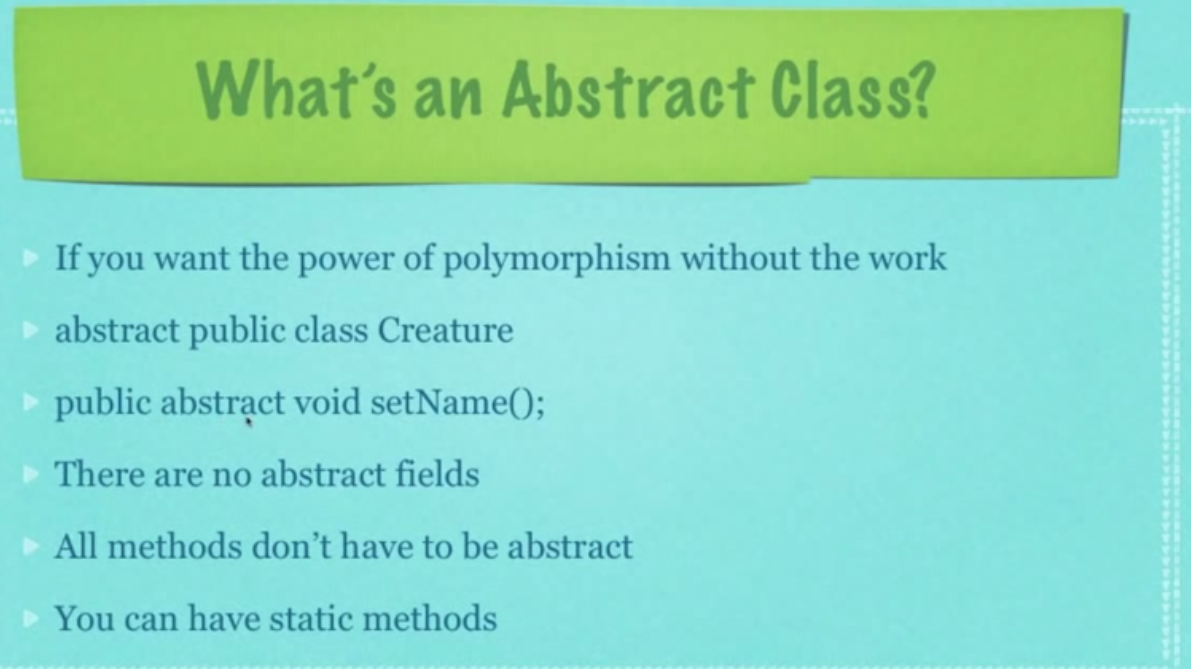 What's an Abstract Class?
If you want the power of polymorphism without the work
abstract public class Creature
public abstract void setName();
There are no abstract fields
All methods don't have to be abstract
You can have static methods